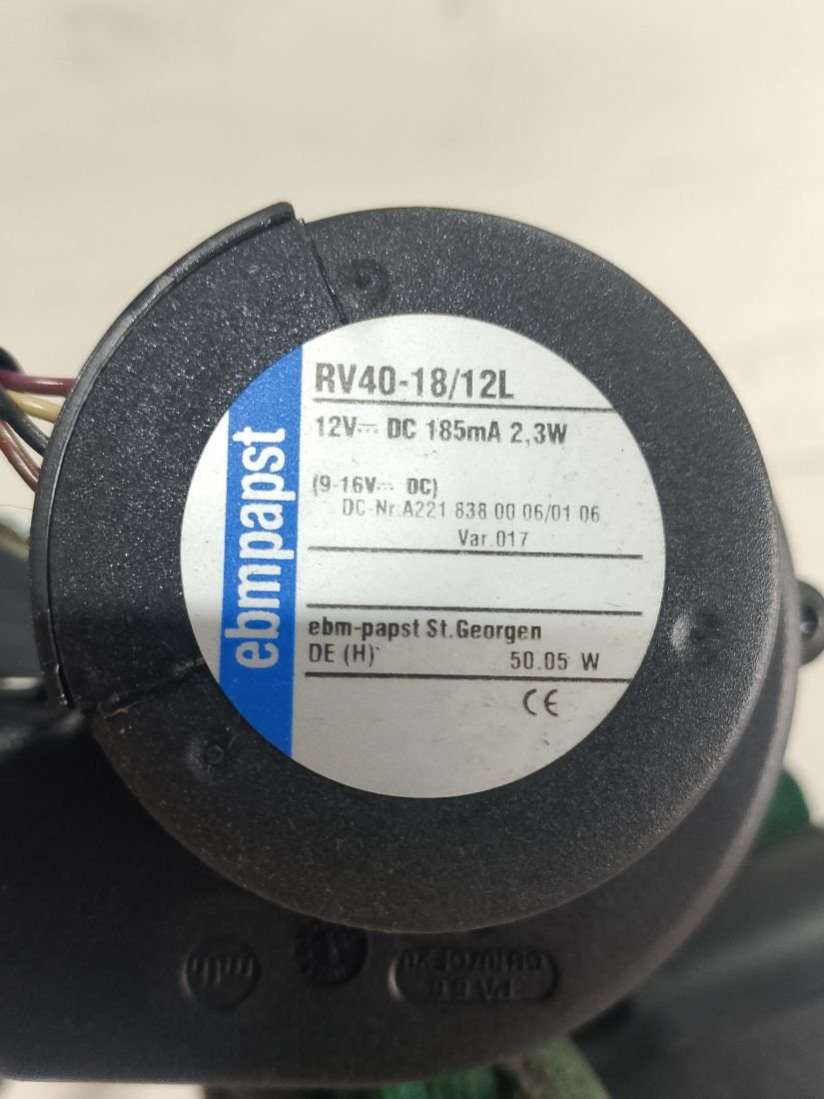 RV40-18/12L
12V⎓ DC 185mA 2,3W
(9-16V⎓ DC)
DC-Nr.A221 838 00 06/01 06
Var.017
ebmpapst
ebm-papst St.Georgen
DE (H)
50.05 W
CE